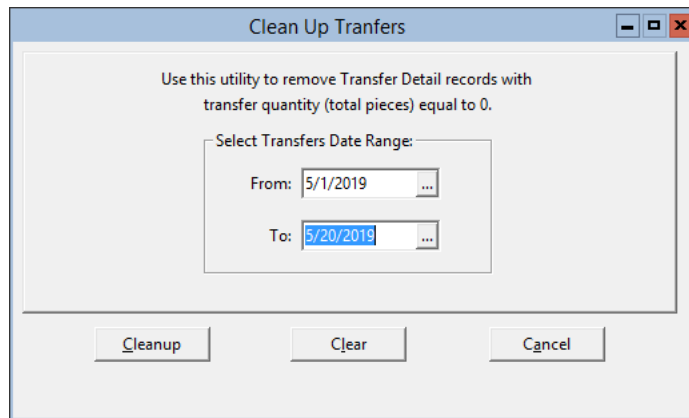 Clean Up Tranfers
Use this utility to remove Transfer Detail records with
transfer quantity (total pieces) equal to 0.
Select Transfers Date Range:
From: 5/1/2019 ...
To: 5/20/2019 ...
Cleanup Clear Cancel